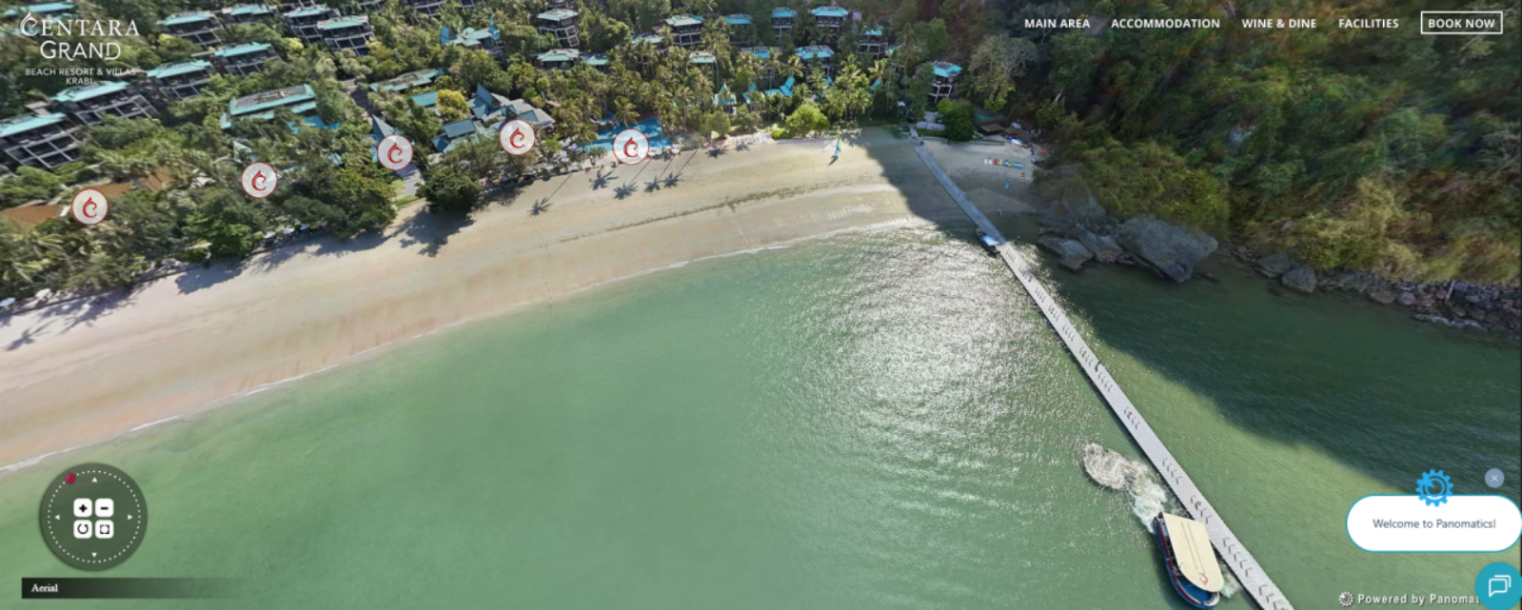 CENTARA
GRAND
BEACH RESORT & VILLAS
KRABI
MAIN AREA
ACCOMMODATION
WINE & DINE
FACILITIES
BOOK NOW
Welcome to Panomatics!
Aerial
Powered by Panomat